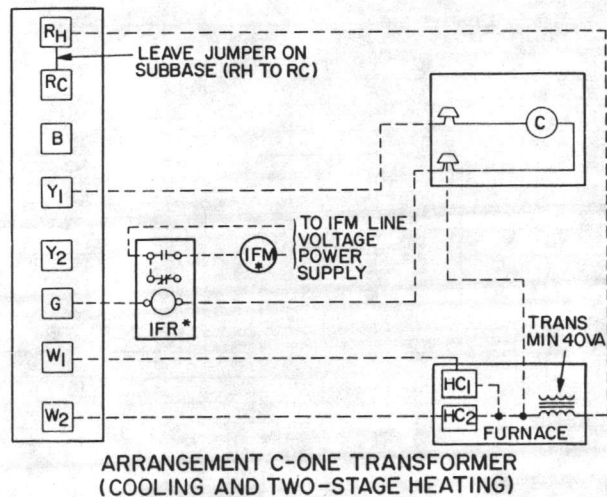 RH
LEAVE JUMPER ON
SUBBASE (RH TO RC)
RC
B
C
Y1
TO IFM LINE
VOLTAGE
POWER
SUPPLY
Y2
IFM
*
G
IFR*
TRANS
MIN 40VA
W1
HC1
W2
HC2
FURNACE
ARRANGEMENT C-ONE TRANSFORMER
(COOLING AND TWO-STAGE HEATING)